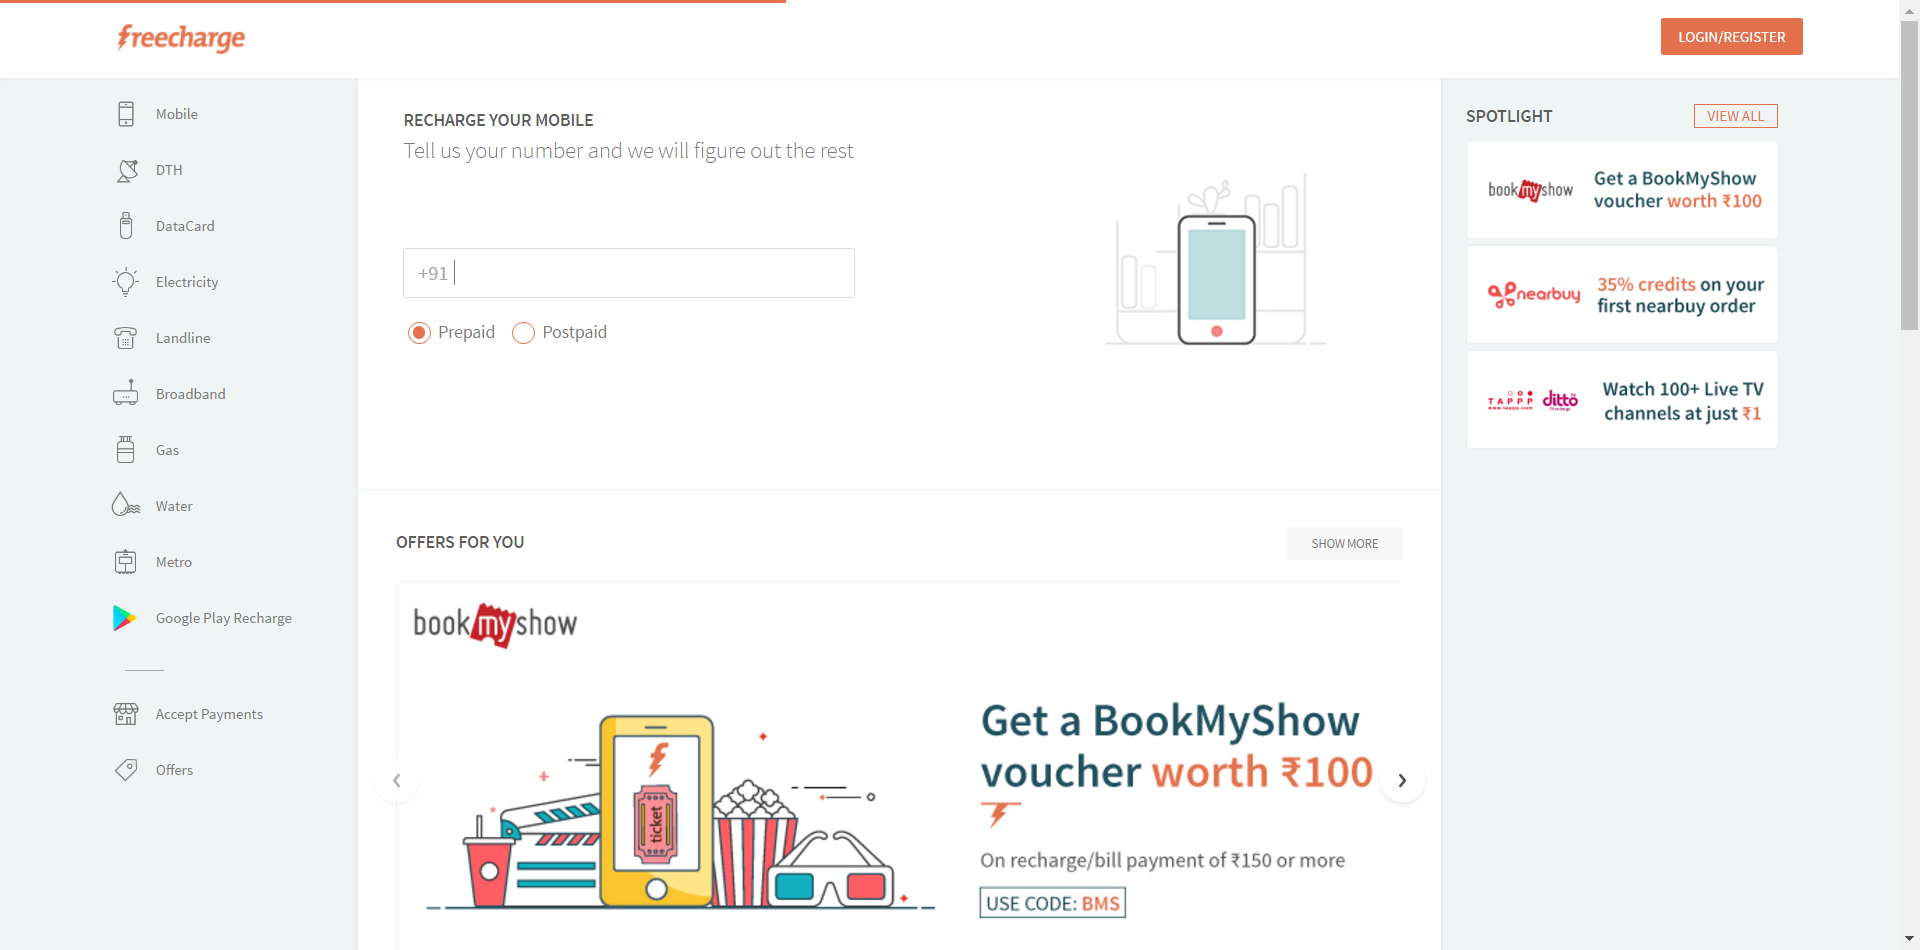 freecharge
LOGIN/REGISTER
Mobile
DTH
DataCard
Electricity
Landline
Broadband
Gas
Water
Metro
Google Play Recharge
Accept Payments
Offers
RECHARGE YOUR MOBILE
Tell us your number and we will figure out the rest
+91
Prepaid
Postpaid
OFFERS FOR YOU
SHOW MORE
bookmyshow
ticket
Get a BookMyShow
voucher worth ₹100
On recharge/bill payment of ₹150 or more
USE CODE: BMS
SPOTLIGHT
VIEW ALL
bookmyshow
Get a BookMyShow
voucher worth ₹100
nearbuy
35% credits on your
first nearbuy order
TAPPP
www.tappp.com
ditto
Watch 100+ Live TV
channels at just ₹1